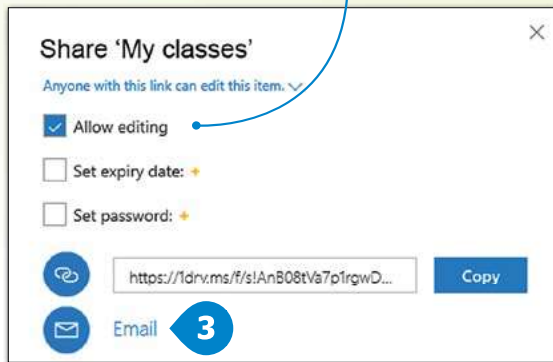 Share ‘My classes’
Anyone with this link can edit this item.
Allow editing
Set expiry date: +
Set password: +
https://1drv.ms/f/s!AnB08tVa7p1rgwD...
Copy
Email
3